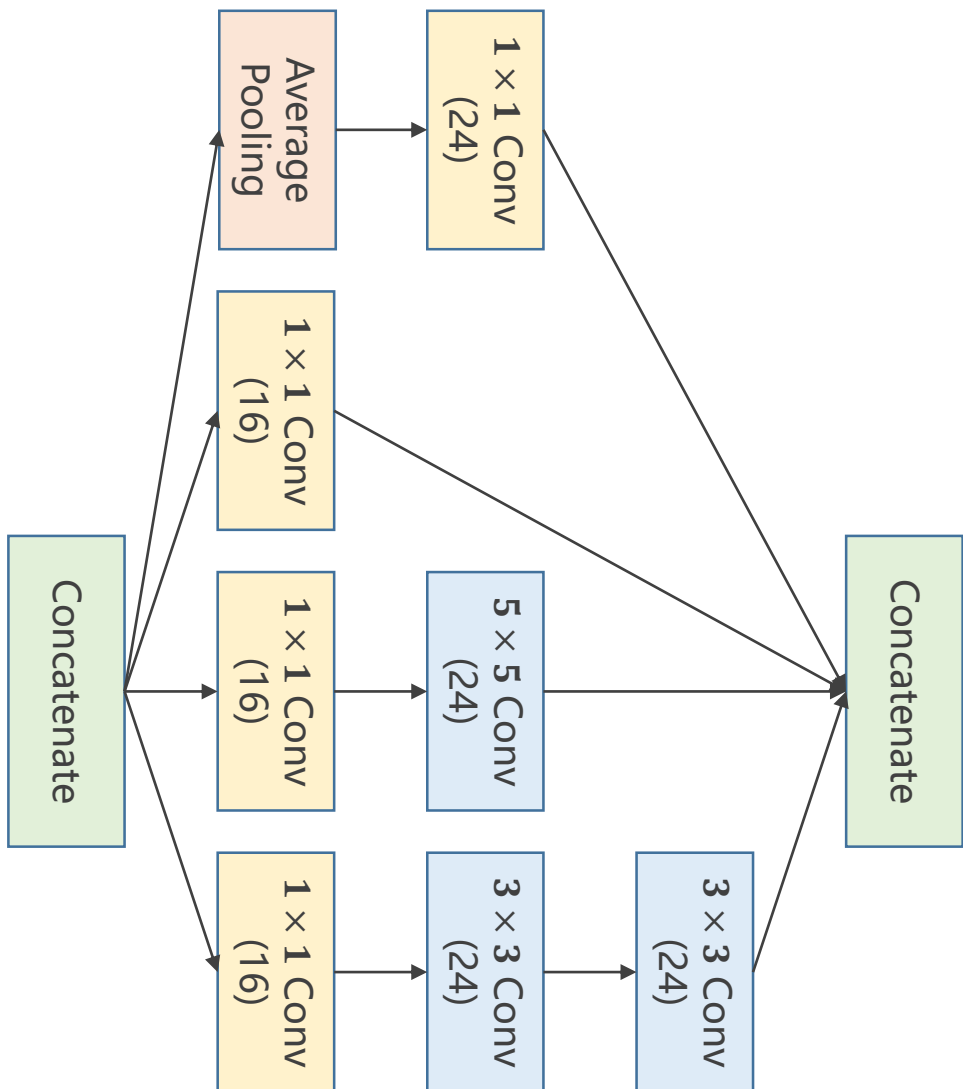 Concatenate
3 × 3 Conv
(24)
1 × 1 Conv
(24)
5 × 5 Conv
(24)
3 × 3 Conv
(24)
Average
Pooling
1 × 1 Conv
(16)
1 × 1 Conv
(16)
1 × 1 Conv
(16)
Concatenate